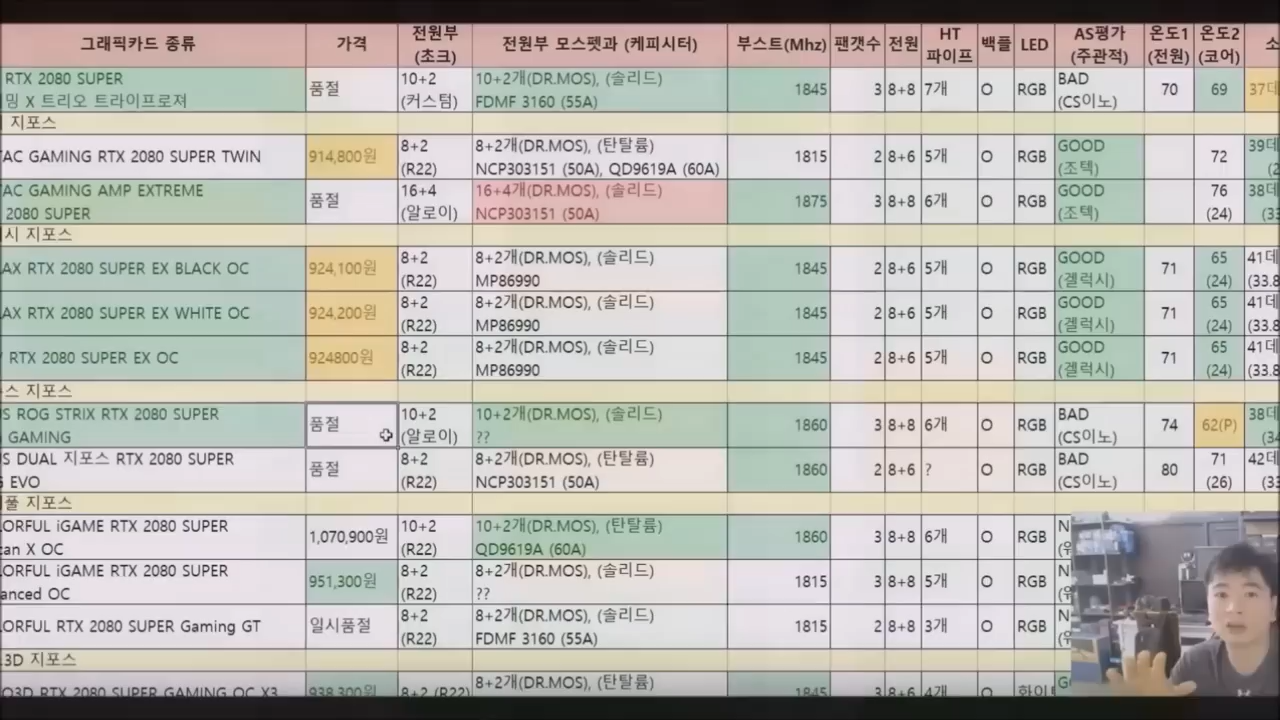 그래픽카드 종류 가격 전원부 (초크) 전원부 모스펫과 (케피시터) 부스트(Mhz) 팬갯수 전원 HT 파이프 백플 LED AS평가 (주관적) 온도1 (전원) 온도2 (코어) 소
RTX 2080 SUPER 밍 X 트리오 트라이프로져 품절 10+2 (커스텀) 10+2개(DR.MOS), (솔리드) FDMF 3160 (55A) 1845 3 8+8 7개 O RGB BAD (CS이노) 70 69 37데
지포스
TAC GAMING RTX 2080 SUPER TWIN 914,800원 8+2 (R22) 8+2개(DR.MOS), (탄탈륨) NCP303151 (50A), QD9619A (60A) 1815 2 8+6 5개 O RGB GOOD (조텍) 72 39데
TAC GAMING AMP EXTREME 2080 SUPER 품절 16+4 (알로이) 16+4개(DR.MOS), (솔리드) NCP303151 (50A) 1875 3 8+8 6개 O RGB GOOD (조텍) 76 (24) 38데 (33
시 지포스
AX RTX 2080 SUPER EX BLACK OC 924,100원 8+2 (R22) 8+2개(DR.MOS), (솔리드) MP86990 1845 2 8+6 5개 O RGB GOOD (겔럭시) 71 65 (24) 41데 (33.8
AX RTX 2080 SUPER EX WHITE OC 924,200원 8+2 (R22) 8+2개(DR.MOS), (솔리드) MP86990 1845 2 8+6 5개 O RGB GOOD (겔럭시) 71 65 (24) 41데 (33.8
RTX 2080 SUPER EX OC 924800원 8+2 (R22) 8+2개(DR.MOS), (솔리드) MP86990 1845 2 8+6 5개 O RGB GOOD (겔럭시) 71 65 (24) 41데 (33.8
스 지포스
S ROG STRIX RTX 2080 SUPER GAMING 품절 10+2 (알로이) 10+2개(DR.MOS), (솔리드) ?? 1860 3 8+8 6개 O RGB BAD (CS이노) 74 62(P) 38데 (34
S DUAL 지포스 RTX 2080 SUPER EVO 품절 8+2 (R22) 8+2개(DR.MOS), (탄탈륨) NCP303151 (50A) 1860 2 8+6 ? O RGB BAD (CS이노) 80 71 (26) 42데 (33
풀 지포스
ORFUL iGAME RTX 2080 SUPER can X OC 1,070,900원 10+2 (R22) 10+2개(DR.MOS), (탄탈륨) QD9619A (60A) 1860 3 8+8 6개 O RGB N
ORFUL iGAME RTX 2080 SUPER anced OC 951,300원 8+2 (R22) 8+2개(DR.MOS), (솔리드) ?? 1815 3 8+8 5개 O RGB N
ORFUL RTX 2080 SUPER Gaming GT 일시품절 8+2 (R22) 8+2개(DR.MOS), (솔리드) FDMF 3160 (55A) 1815 2 8+8 3개 O RGB N
3D 지포스
O3D RTX 2080 SUPER GAMING OC X3 938,300원 8+2 (R22) 8+2개(DR.MOS), (탄탈륨) 1845 3 8+6 4개 O